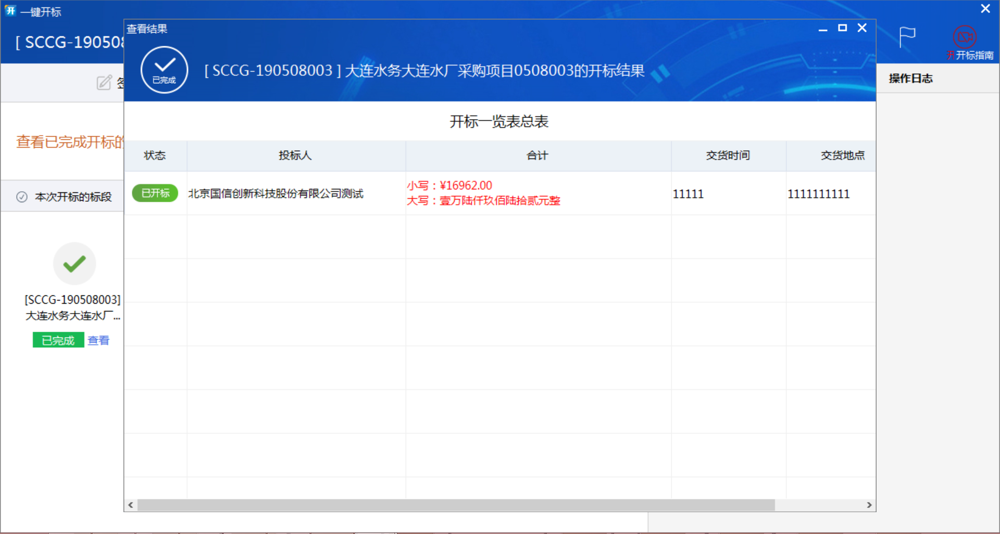 一键开标
[ SCCG-190508
开标指南
查看结果
已完成
[ SCCG-190508003 ] 大连水务大连水厂采购项目0508003的开标结果
操作日志
查看已完成开标的
开标一览表总表
状态 投标人 合计 交货时间 交货地点
已开标 北京国信创新科技股份有限公司测试 小写：¥16962.00 11111 1111111111
大写：壹万陆仟玖佰陆拾贰元整
本次开标的标段
[SCCG-190508003]
大连水务大连水厂...
已完成 查看